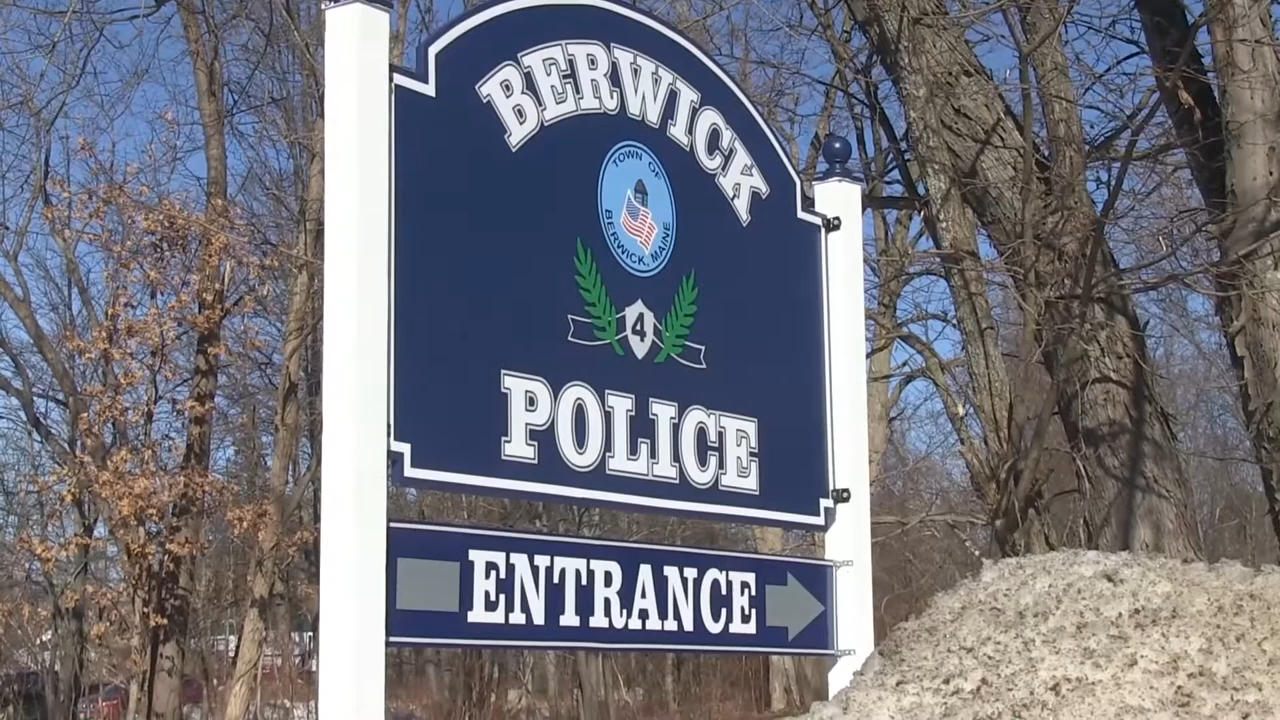 BERWICK
TOWN OF
BERWICK, MAINE
4
POLICE
ENTRANCE